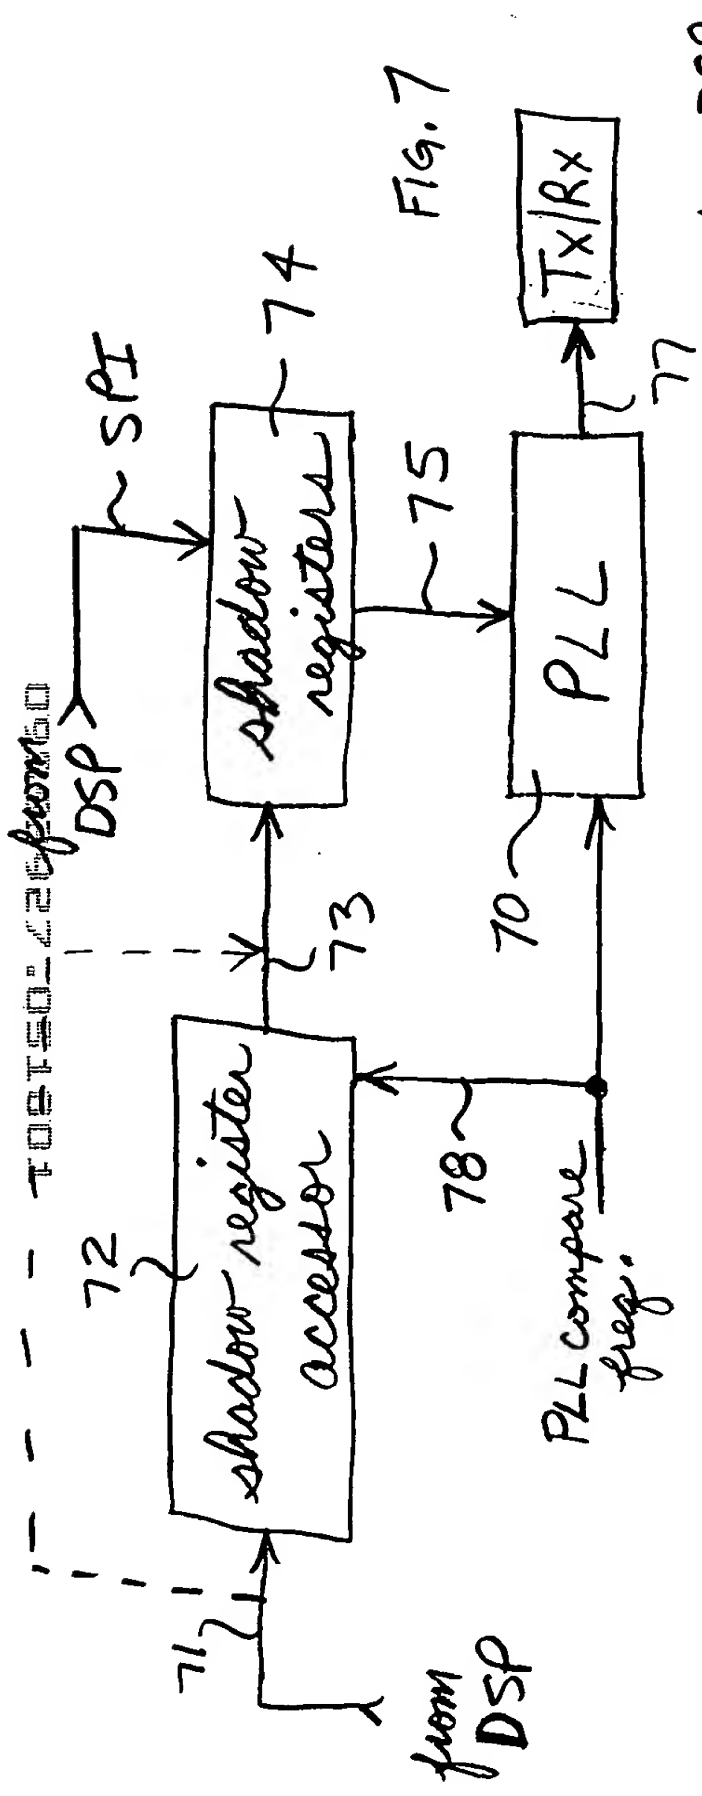 from
DSP
71
72
shadow register
accessor
73
from
DSP
SPI
shadow
registers
74
75
78
PLL compare
freq.
70
PLL
77
Tx/Rx
FIG. 7